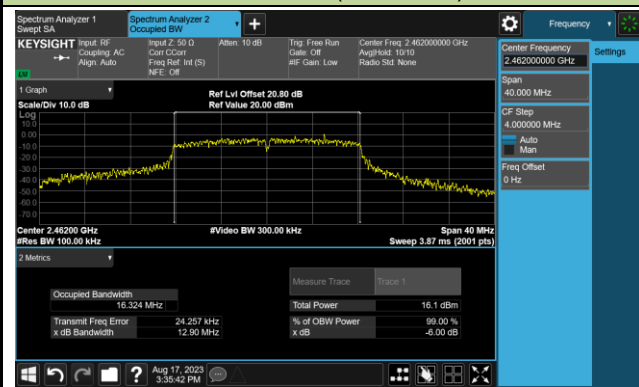 Spectrum Analyzer 1
Swept SA
Spectrum Analyzer 2
Occupied BW
Frequency
KEYSIGHT
Input: RF
Coupling: AC
Align: Auto
Input Z: 50 Ω
Corr CCorr
Freq Ref: Int (S)
NFE: Off
Atten: 10 dB
Trig: Free Run
Gate: Off
#IF Gain: Low
Center Freq: 2.462000000 GHz
Avg|Hold: 10/10
Radio Std: None
Center Frequency
2.462000000 GHz
Settings
Span
40.000 MHz
CF Step
4.000000 MHz
Auto
Man
Freq Offset
0 Hz
1 Graph
Scale/Div 10.0 dB
Ref Lvl Offset 20.80 dB
Ref Value 20.00 dBm
Log
10.0
0.00
-10.0
-20.0
-30.0
-40.0
-50.0
-60.0
-70.0
Center 2.46200 GHz
#Res BW 100.00 kHz
#Video BW 300.00 kHz
Span 40 MHz
Sweep 3.87 ms (2001 pts)
2 Metrics
Measure Trace
Trace 1
Occupied Bandwidth
16.324 MHz
Total Power
16.1 dBm
Transmit Freq Error
24.257 kHz
% of OBW Power
99.00 %
x dB Bandwidth
12.90 MHz
x dB
-6.00 dB
?
Aug 17, 2023
3:35:42 PM